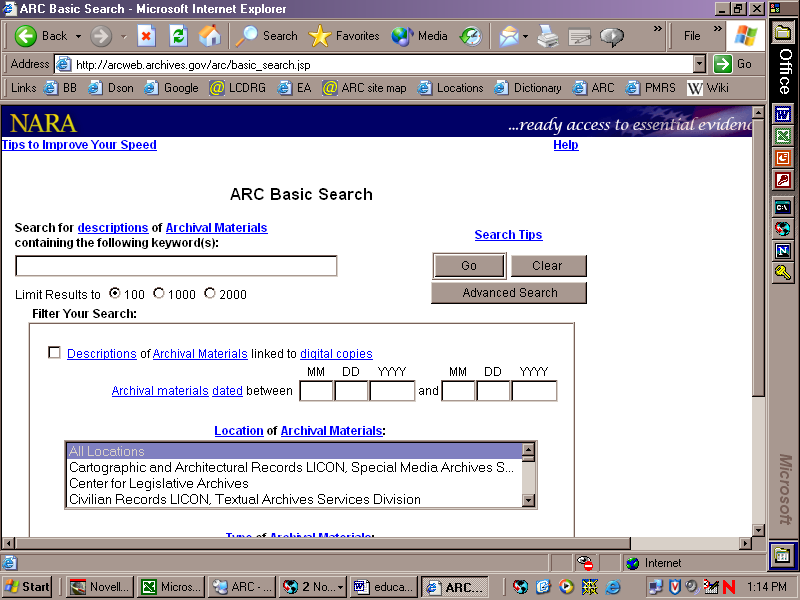 ARC Basic Search - Microsoft Internet Explorer
Back Search Favorites Media » File »
Address http://arcweb.archives.gov/arc/basic_search.jsp Go
Links BB Dson Google LCDRG EA ARC site map Locations Dictionary ARC PMRS Wiki
Office
NARA ...ready access to essential evidenc
Tips to Improve Your Speed Help
ARC Basic Search
Search for descriptions of Archival Materials
containing the following keyword(s):
Search Tips
Go Clear
Limit Results to 100 1000 2000
Advanced Search
Filter Your Search:
Descriptions of Archival Materials linked to digital copies
MM DD YYYY MM DD YYYY
Archival materials dated between and
Location of Archival Materials:
All Locations
Cartographic and Architectural Records LICON, Special Media Archives S...
Center for Legislative Archives
Civilian Records LICON, Textual Archives Services Division
Type of Archival Materials:
Microsoft
Internet
Start Novell... Micros... ARC - ... 2 No... educa... ARC... 1:14 PM